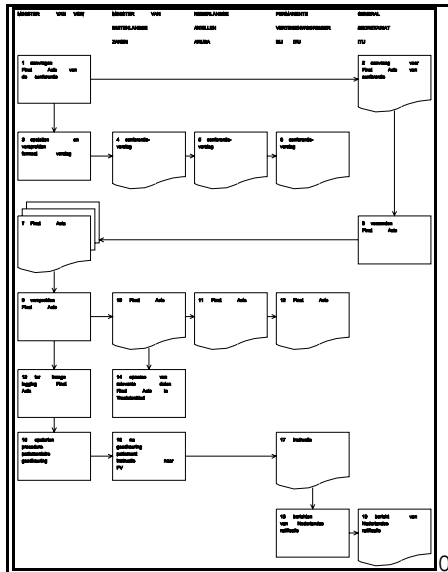 MINISTER VAN V&W
MINISTER VAN
BUITENLANDSE
ZAKEN
NEDERLANDSE
ANTILLEN
ARUBA
PERMANENTE
BIJ ITU
GENERAL
SECRETARIAT
ITU
1 aanvragen
Final Acts van
de conferentie
2 aanvraag voor
Final Acts van
conferentie
3 opstellen en
verspreiden
formeel verslag
4 conferentie-
verslag
5 conferentie-
verslag
6 conferentie-
verslag
7 Final Acts
8 verzenden
Final Acts
9 verspreiden
Final Acts
10 Final Acts
11 Final Acts
12 Final Acts
13 ter inzage
legging Final
Acts
14 opname van
relevante delen
Final Acts in
Tractatenblad
15 opstarten
procedure
parlementaire
goedkeuring
16 na
goedkeuring
parlement
instructie naar
PV
17 instructie
18 berichten
van Nederlandse
ratificatie
19 bericht van
Nederlandse
ratificatie